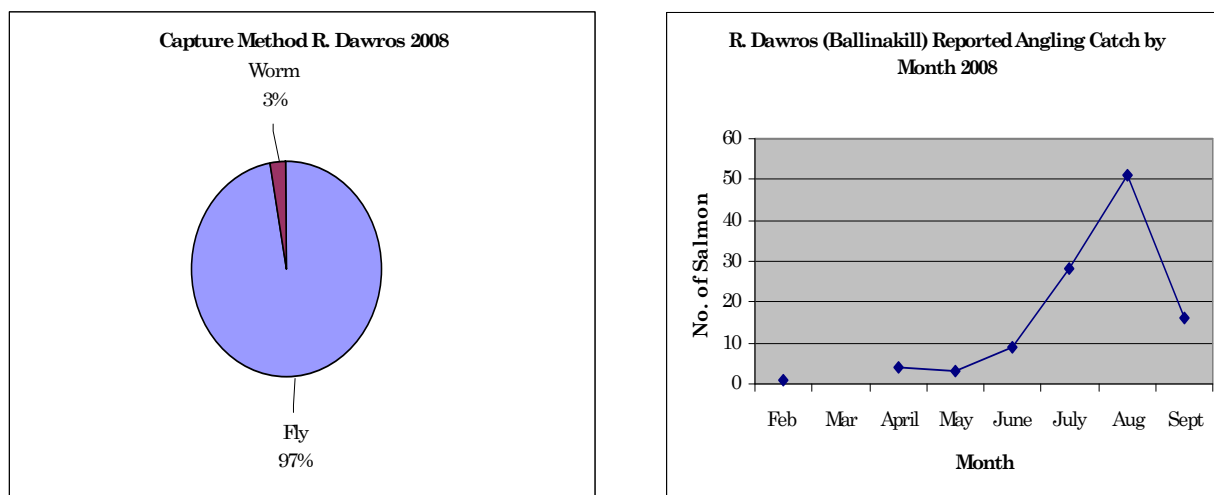 Capture Method R. Dawros 2008
Worm
3%
Fly
97%
R. Dawros (Ballinakill) Reported Angling Catch by
Month 2008
No. of Salmon
60
50
40
30
20
10
0
Feb Mar April May June July Aug Sept
Month